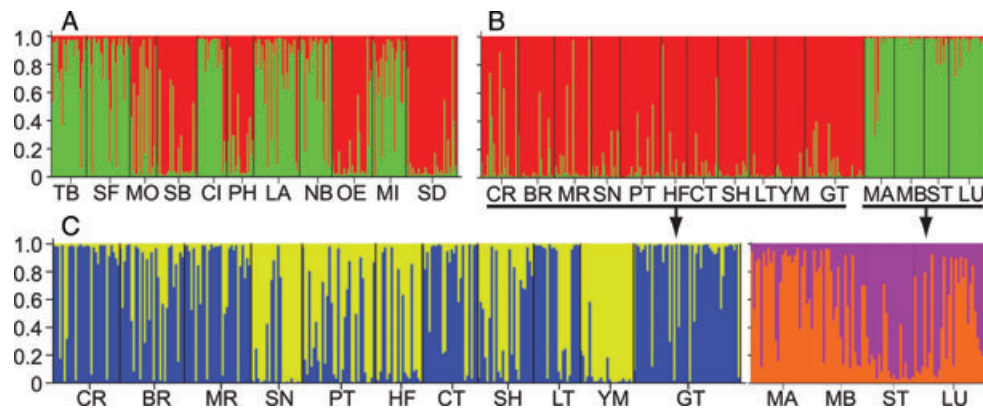 A
B
1.0
0.8
0.6
0.4
0.2
0
TB SF MO SB CI PH LA NB OE MI SD
CR BR MR SN PT HF CT SH LT YM GT MA MB ST LU
C
1.0
0.8
0.6
0.4
0.2
0
CR BR MR SN PT HF CT SH LT YM GT MA MB ST LU